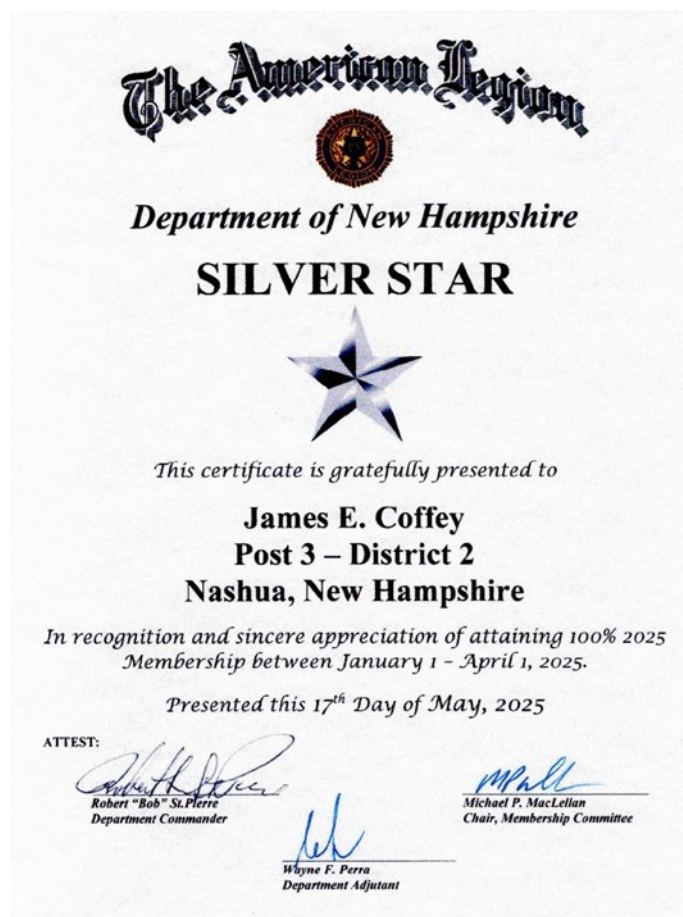 The American Legion
AMERICAN
US
LEGION
Department of New Hampshire
SILVER STAR
This certificate is gratefully presented to
James E. Coffey
Post 3 – District 2
Nashua, New Hampshire
In recognition and sincere appreciation of attaining 100% 2025
Membership between January 1 – April 1, 2025.
Presented this 17th Day of May, 2025
ATTEST:
Robert "Bob" St.Pierre
Department Commander
Michael P. MacLellan
Chair, Membership Committee
Wayne F. Perra
Department Adjutant